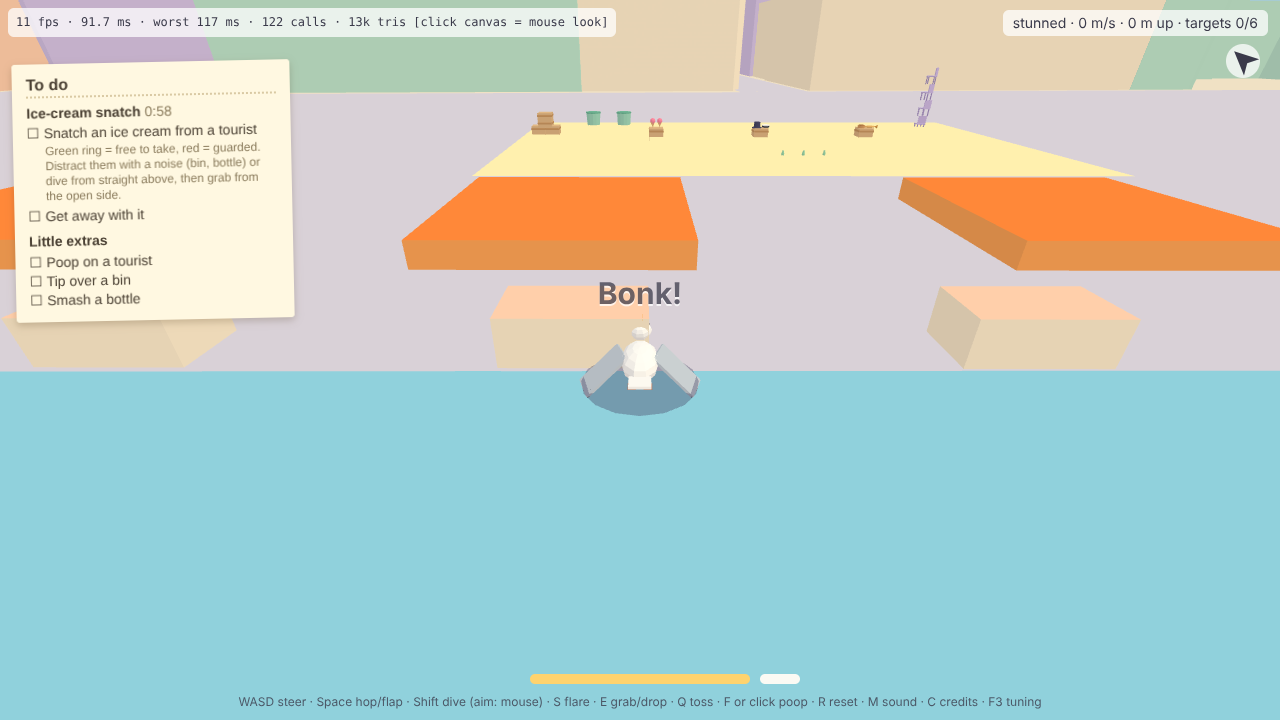 11 fps · 91.7 ms · worst 117 ms · 122 calls · 13k tris [click canvas = mouse look]
stunned · 0 m/s · 0 m up · targets 0/6
To do
Ice-cream snatch 0:58
Snatch an ice cream from a tourist
Green ring = free to take, red = guarded.
Distract them with a noise (bin, bottle) or
dive from straight above, then grab from
the open side.
Get away with it
Little extras
Poop on a tourist
Tip over a bin
Smash a bottle
Bonk!
WASD steer · Space hop/flap · Shift dive (aim: mouse) · S flare · E grab/drop · Q toss · F or click poop · R reset · M sound · C credits · F3 tuning